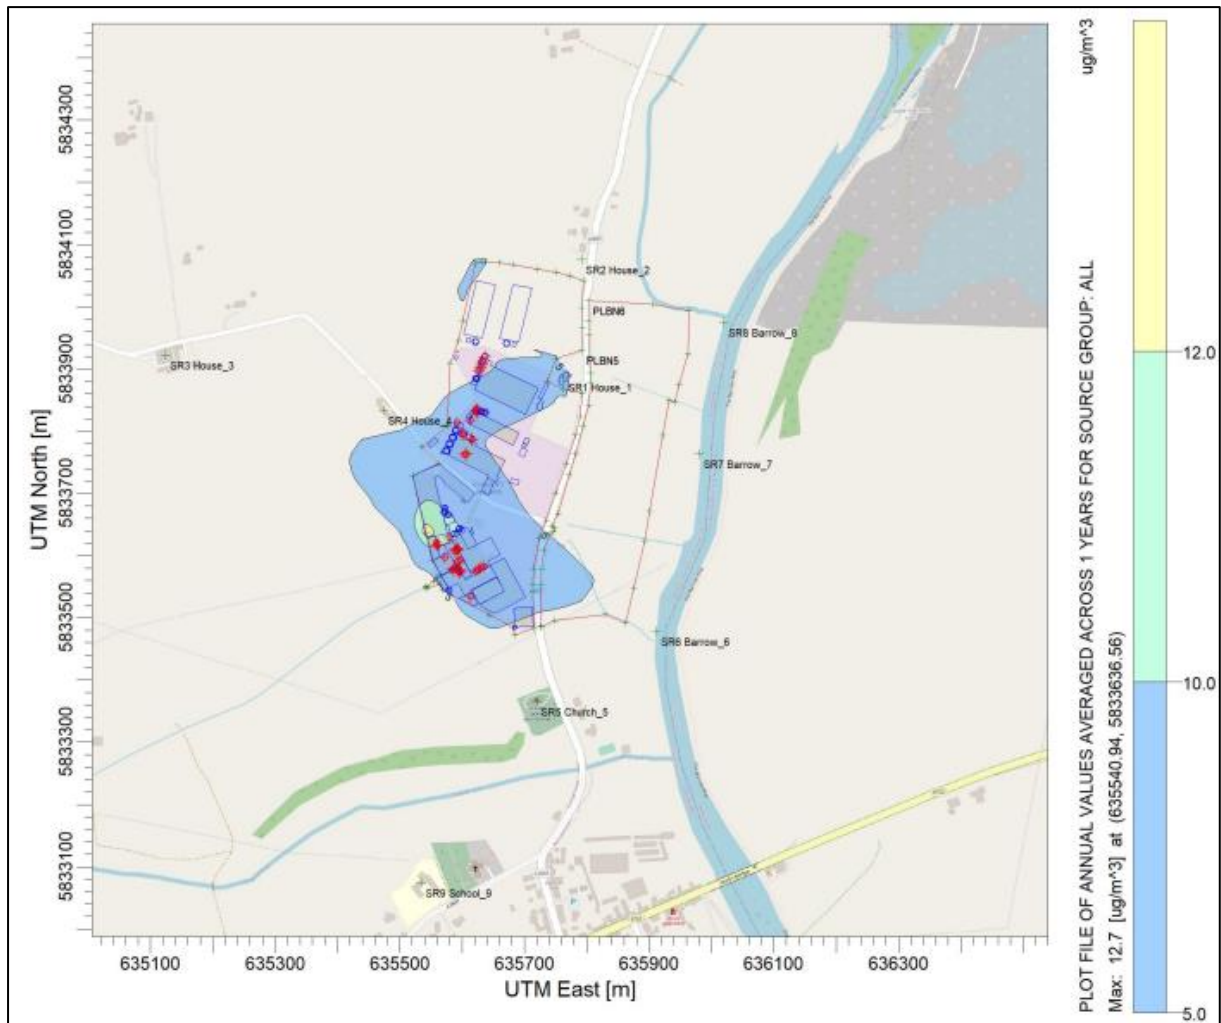 ug/m^3
PLOT FILE OF ANNUAL VALUES AVERAGED ACROSS 1 YEARS FOR SOURCE GROUP: ALL
Max: 12.7 [ug/m^3] at (635540.94, 5833636.56)
12.0
10.0
5.0
UTM North [m]
5834300
5834100
5833900
5833700
5833500
5833300
5833100
SR2 House_2
PLBN6
SR8 Barrow_8
SR3 House_3
PLBN5
SR1 House_1
SR4 House_4
SR7 Barrow_7
SR6 Barrow_6
SR5 Church_5
SR9 School_9
635100
635300
635500
635700
635900
636100
636300
UTM East [m]